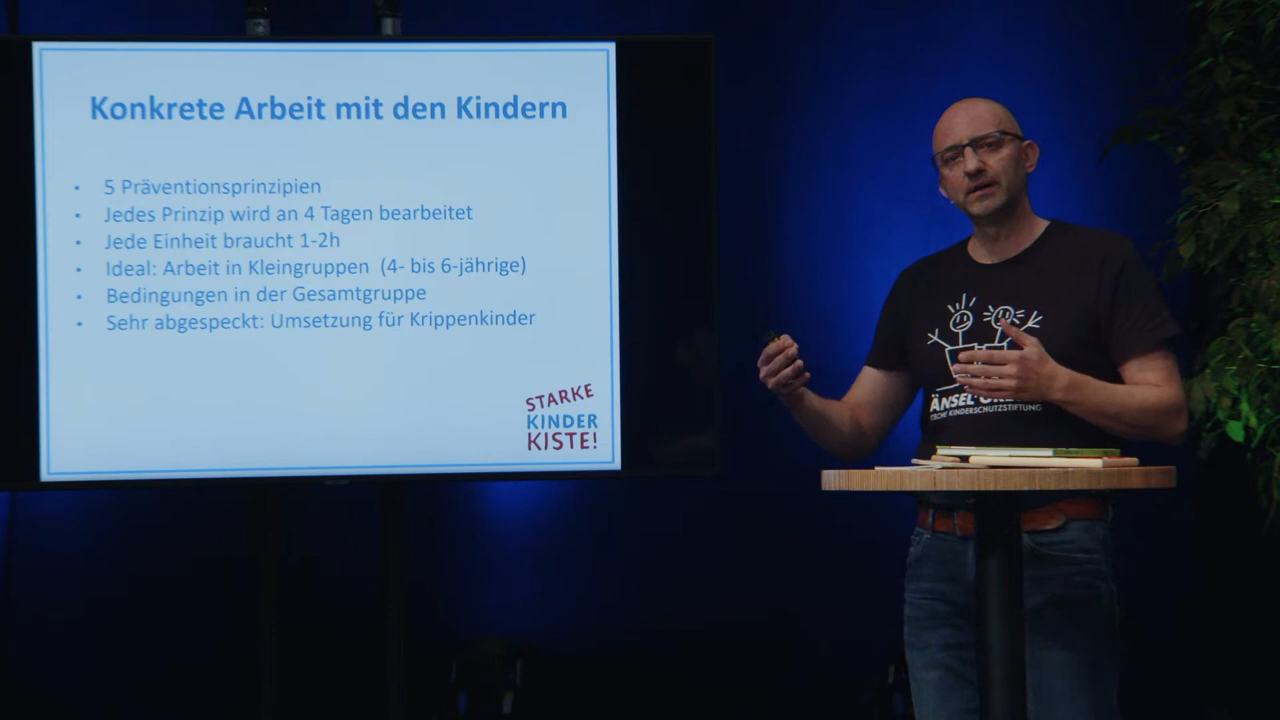 Konkrete Arbeit mit den Kindern
• 5 Präventionsprinzipien
• Jedes Prinzip wird an 4 Tagen bearbeitet
• Jede Einheit braucht 1-2h
• Ideal: Arbeit in Kleingruppen (4- bis 6-jährige)
• Bedingungen in der Gesamtgruppe
• Sehr abgespeckt: Umsetzung für Krippenkinder
STARKE
KINDER
KISTE!
KINDERSCHUTZSTIFTUNG